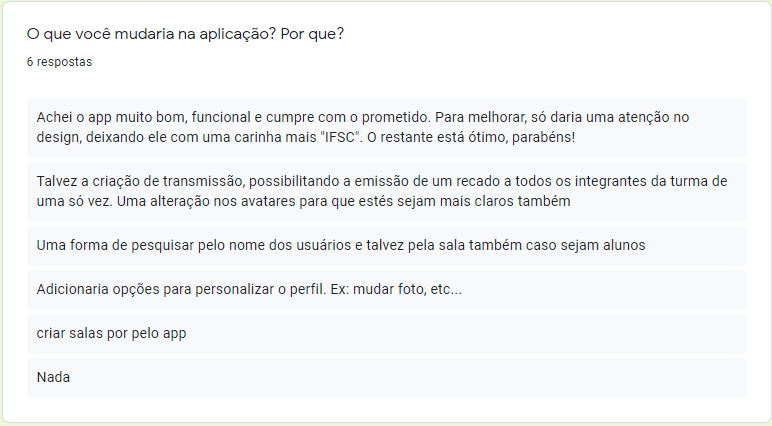 O que você mudaria na aplicação? Por que?
6 respostas
Achei o app muito bom, funcional e cumpre com o prometido. Para melhorar, só daria uma atenção no
design, deixando ele com uma carinha mais "IFSC". O restante está ótimo, parabéns!
Talvez a criação de transmissão, possibilitando a emissão de um recado a todos os integrantes da turma de
uma só vez. Uma alteração nos avatares para que estés sejam mais claros também
Uma forma de pesquisar pelo nome dos usuários e talvez pela sala também caso sejam alunos
Adicionaria opções para personalizar o perfil. Ex: mudar foto, etc...
criar salas por pelo app
Nada